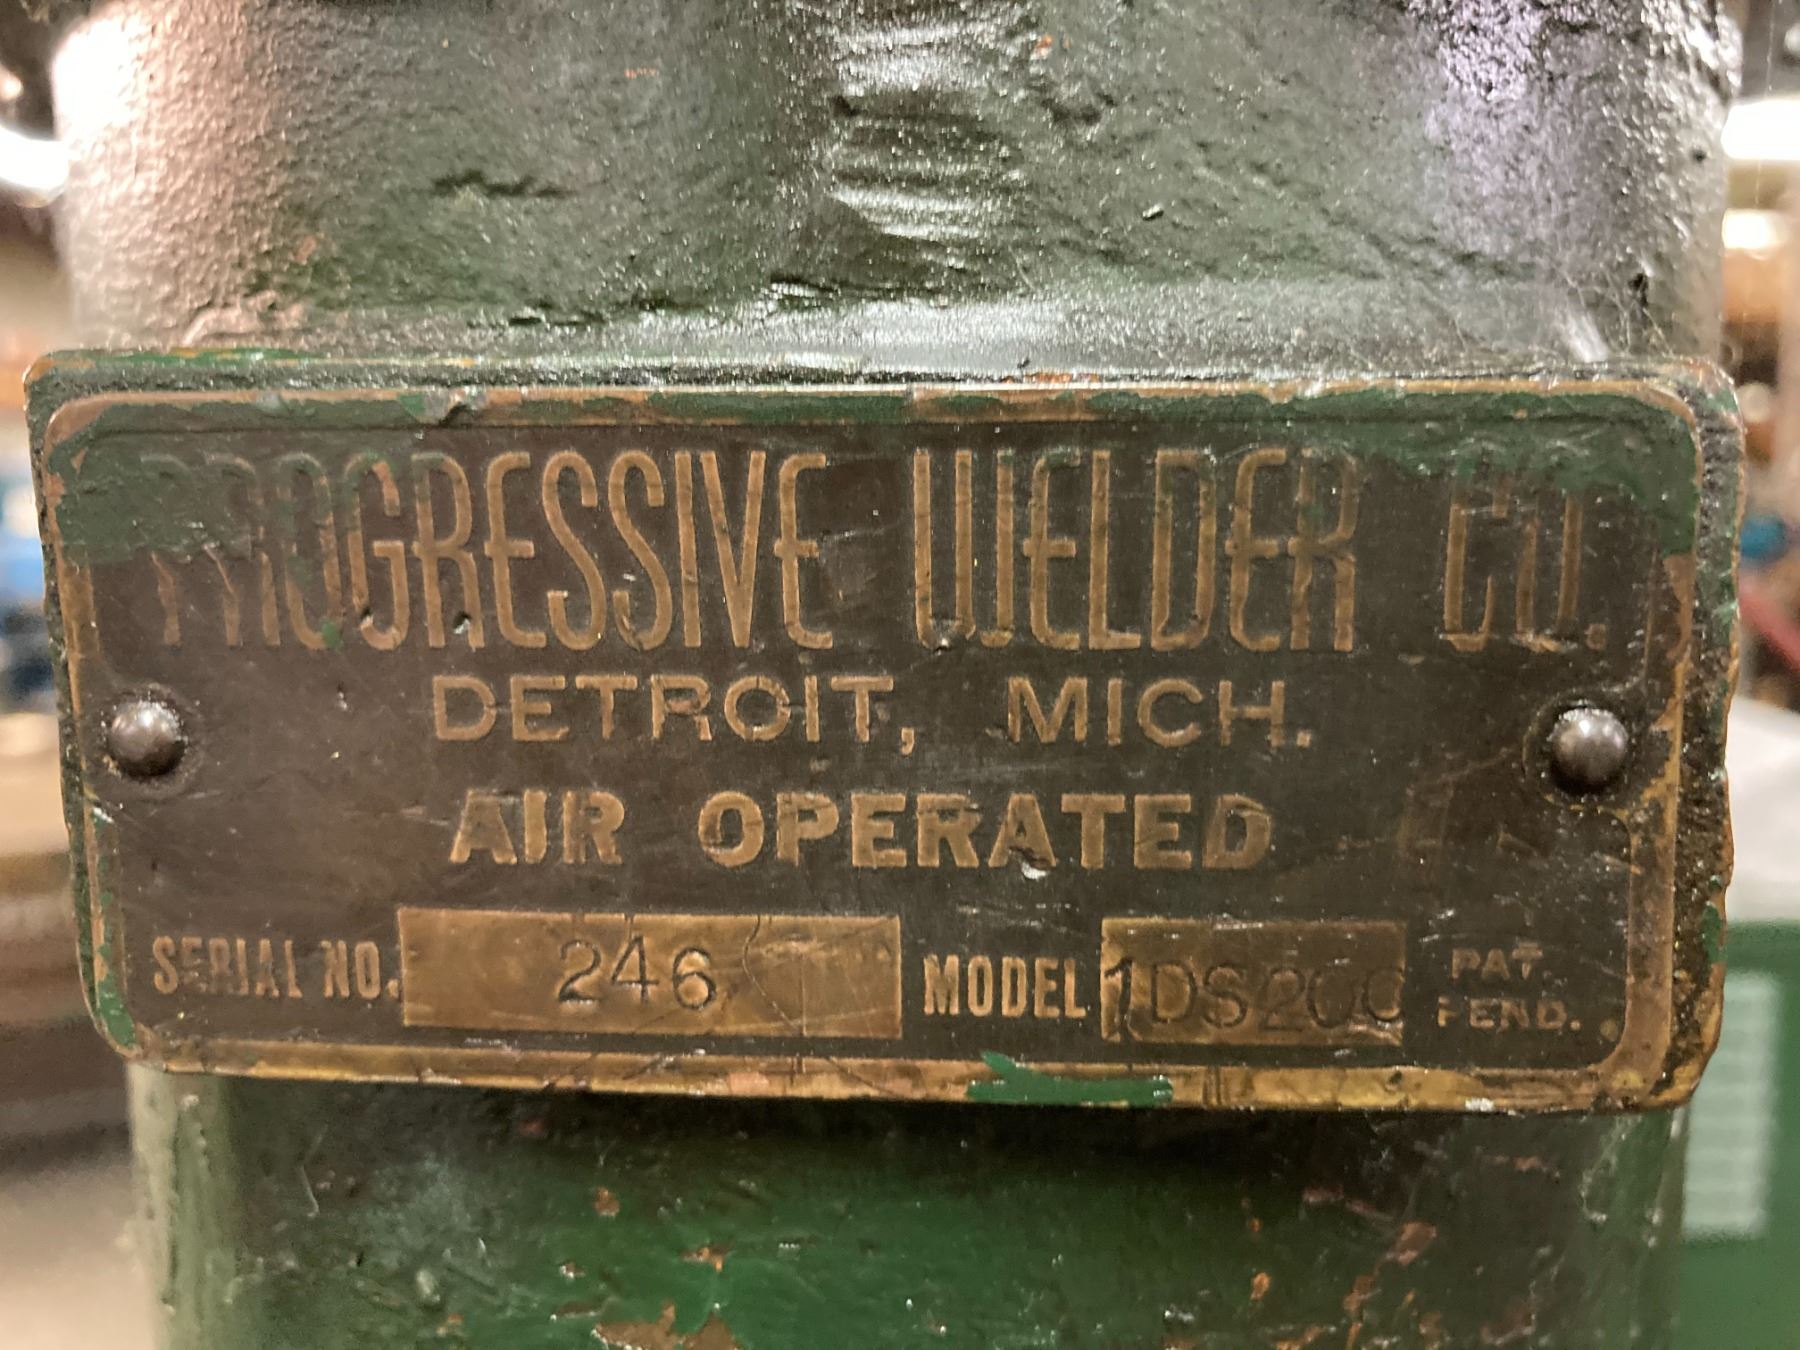 PROGRESSIVE WELDER CO.
DETROIT, MICH.
AIR OPERATED
SERIAL NO. 246 MODEL 1DS200 PAT. PEND.